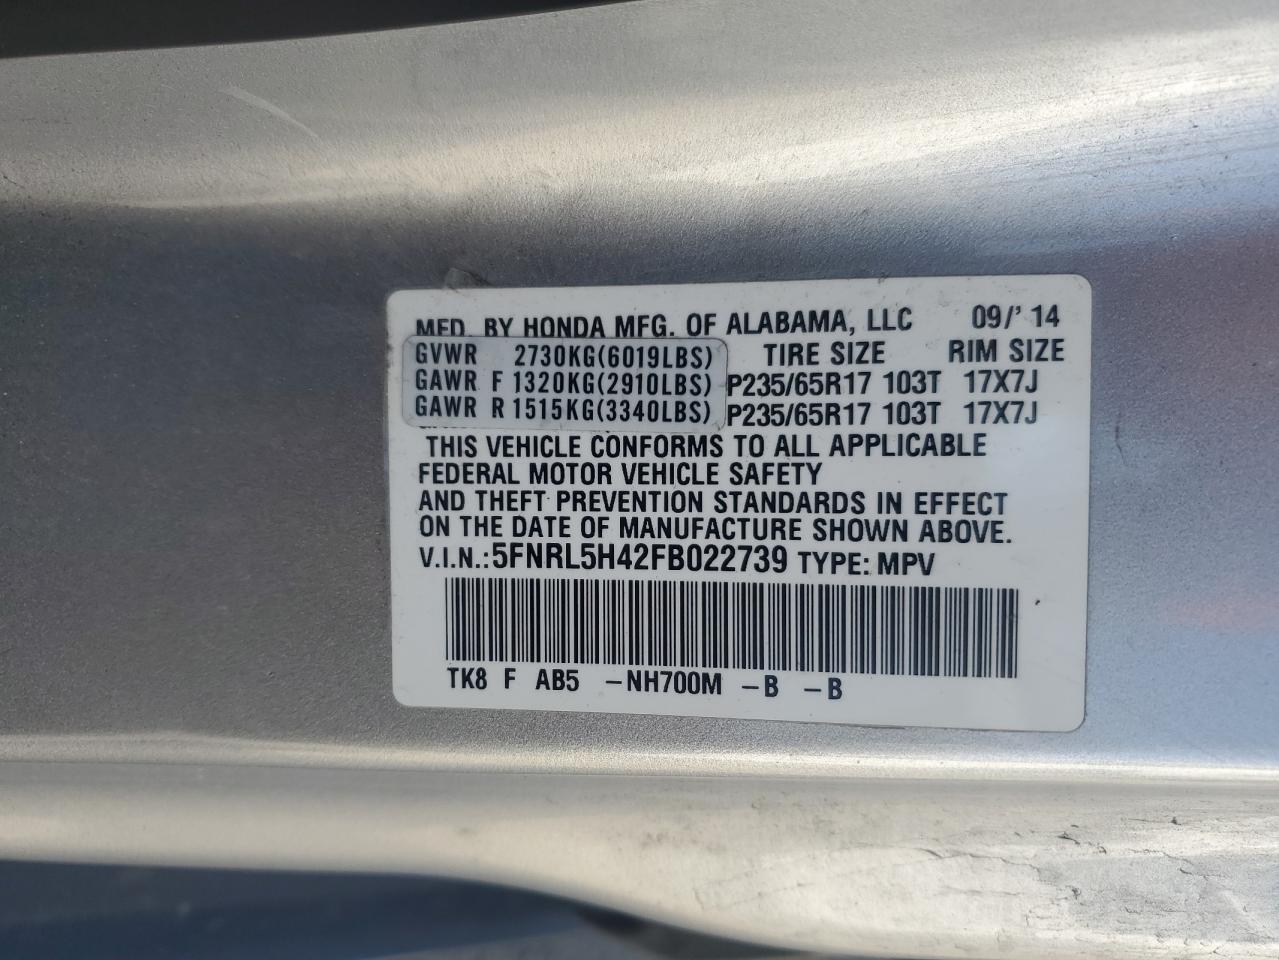 MFD. BY HONDA MFG. OF ALABAMA, LLC 09/' 14
GVWR 2730KG(6019LBS) TIRE SIZE RIM SIZE
GAWR F 1320KG(2910LBS) P235/65R17 103T 17X7J
GAWR R 1515KG(3340LBS) P235/65R17 103T 17X7J
THIS VEHICLE CONFORMS TO ALL APPLICABLE
FEDERAL MOTOR VEHICLE SAFETY
AND THEFT PREVENTION STANDARDS IN EFFECT
ON THE DATE OF MANUFACTURE SHOWN ABOVE.
V.I.N.:5FNRL5H42FB022739 TYPE: MPV
TK8 F AB5 -NH700M -B -B